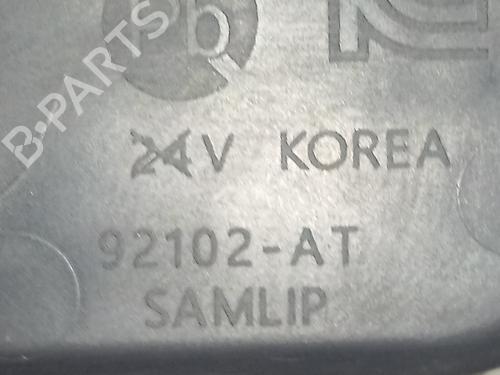 B-PARTS
b
24V KOREA
92102-AT
SAMLIP